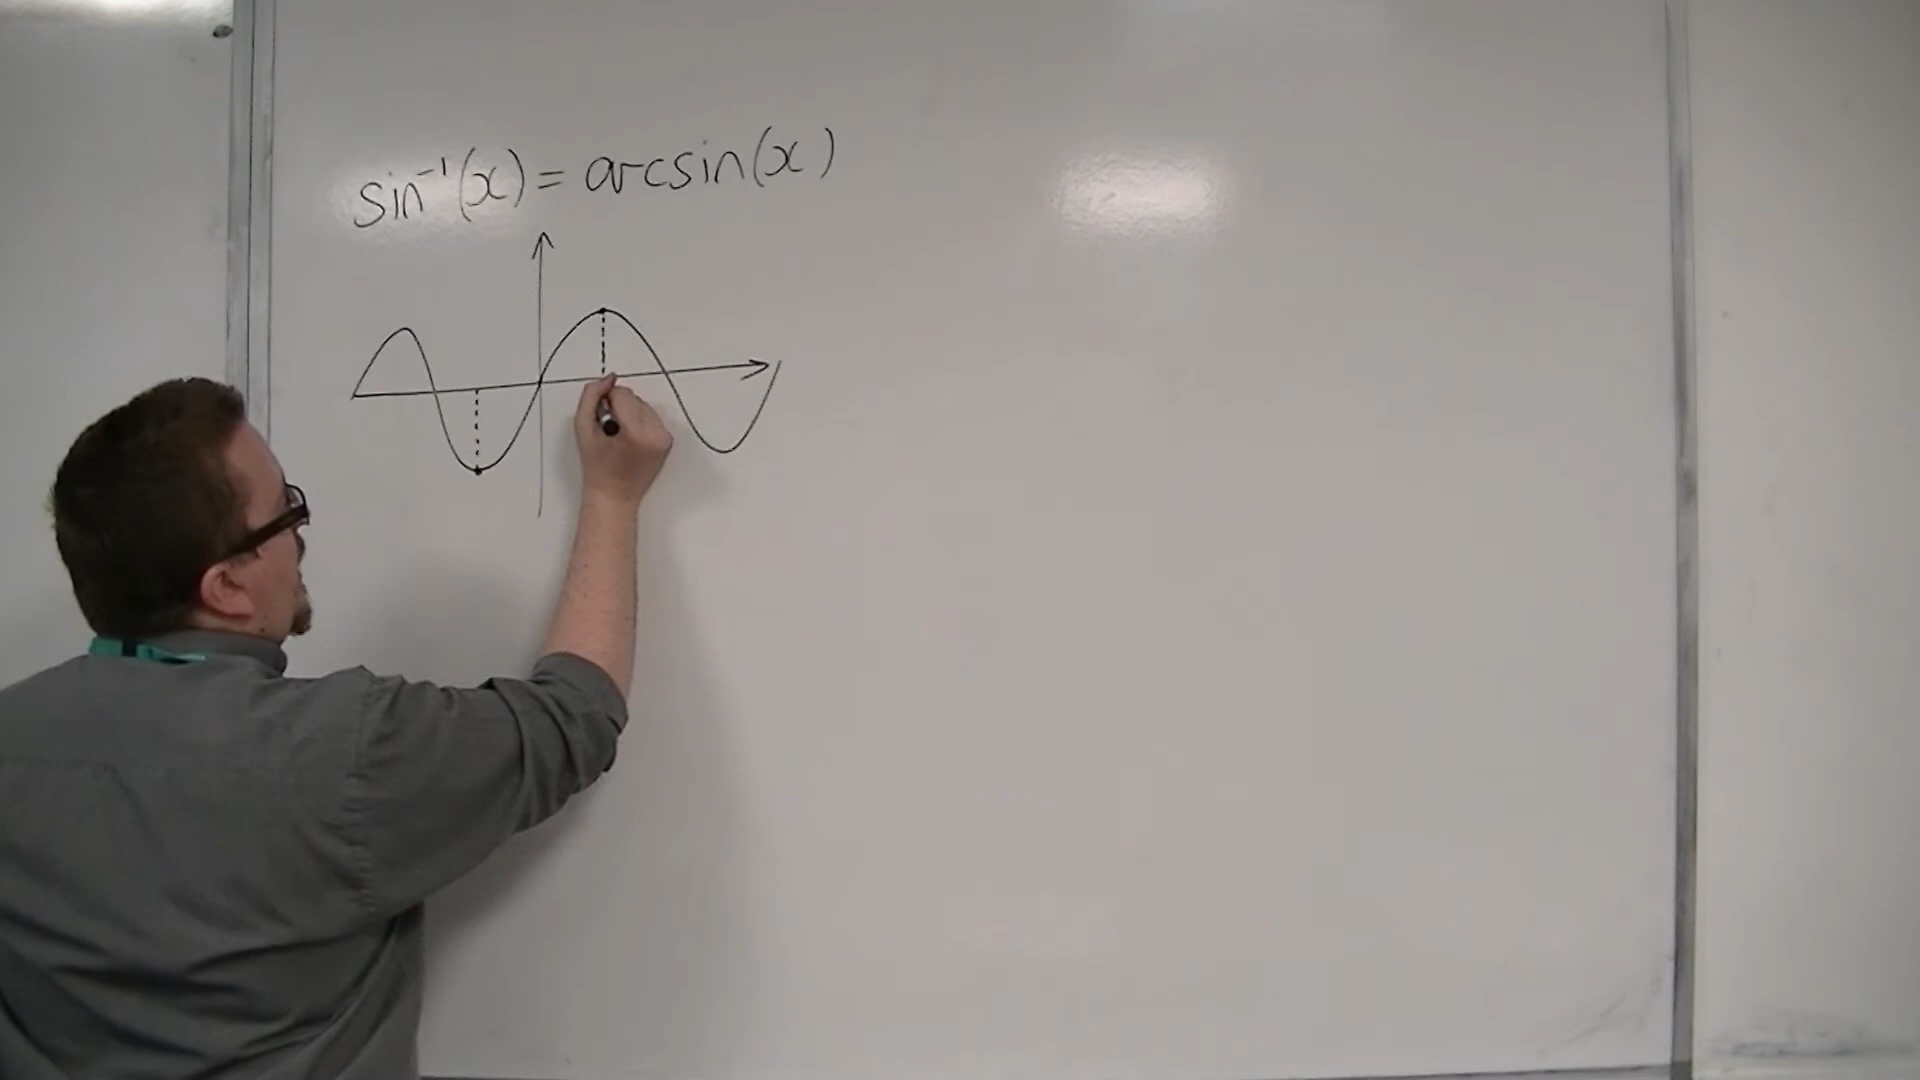 sin⁻¹(x) = arcsin(x)